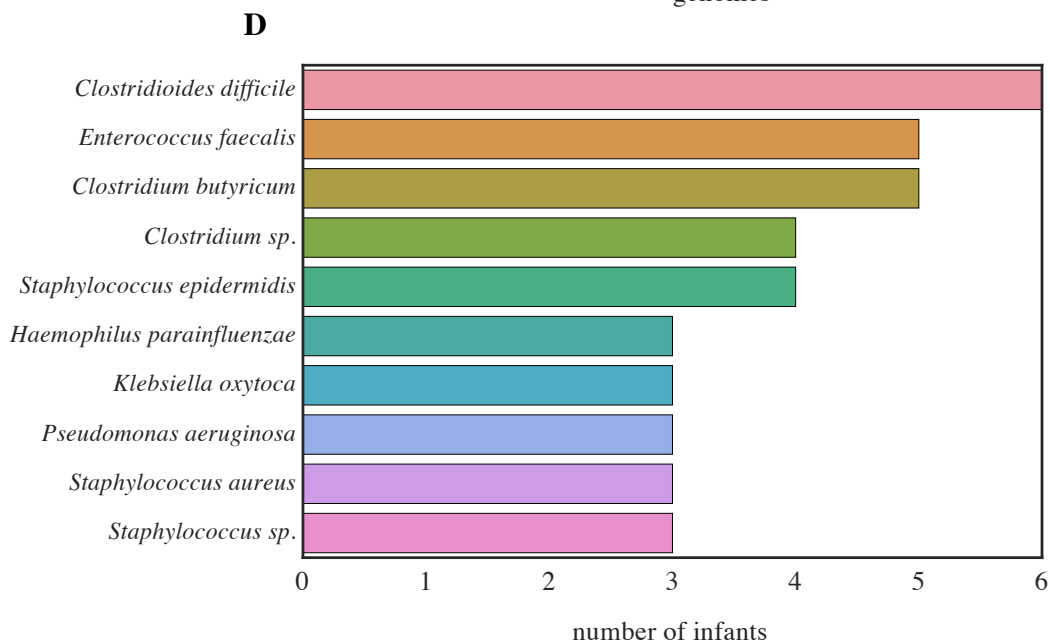 genomes
D
Clostridioides difficile
Enterococcus faecalis
Clostridium butyricum
Clostridium sp.
Staphylococcus epidermidis
Haemophilus parainfluenzae
Klebsiella oxytoca
Pseudomonas aeruginosa
Staphylococcus aureus
Staphylococcus sp.
0 1 2 3 4 5 6
number of infants